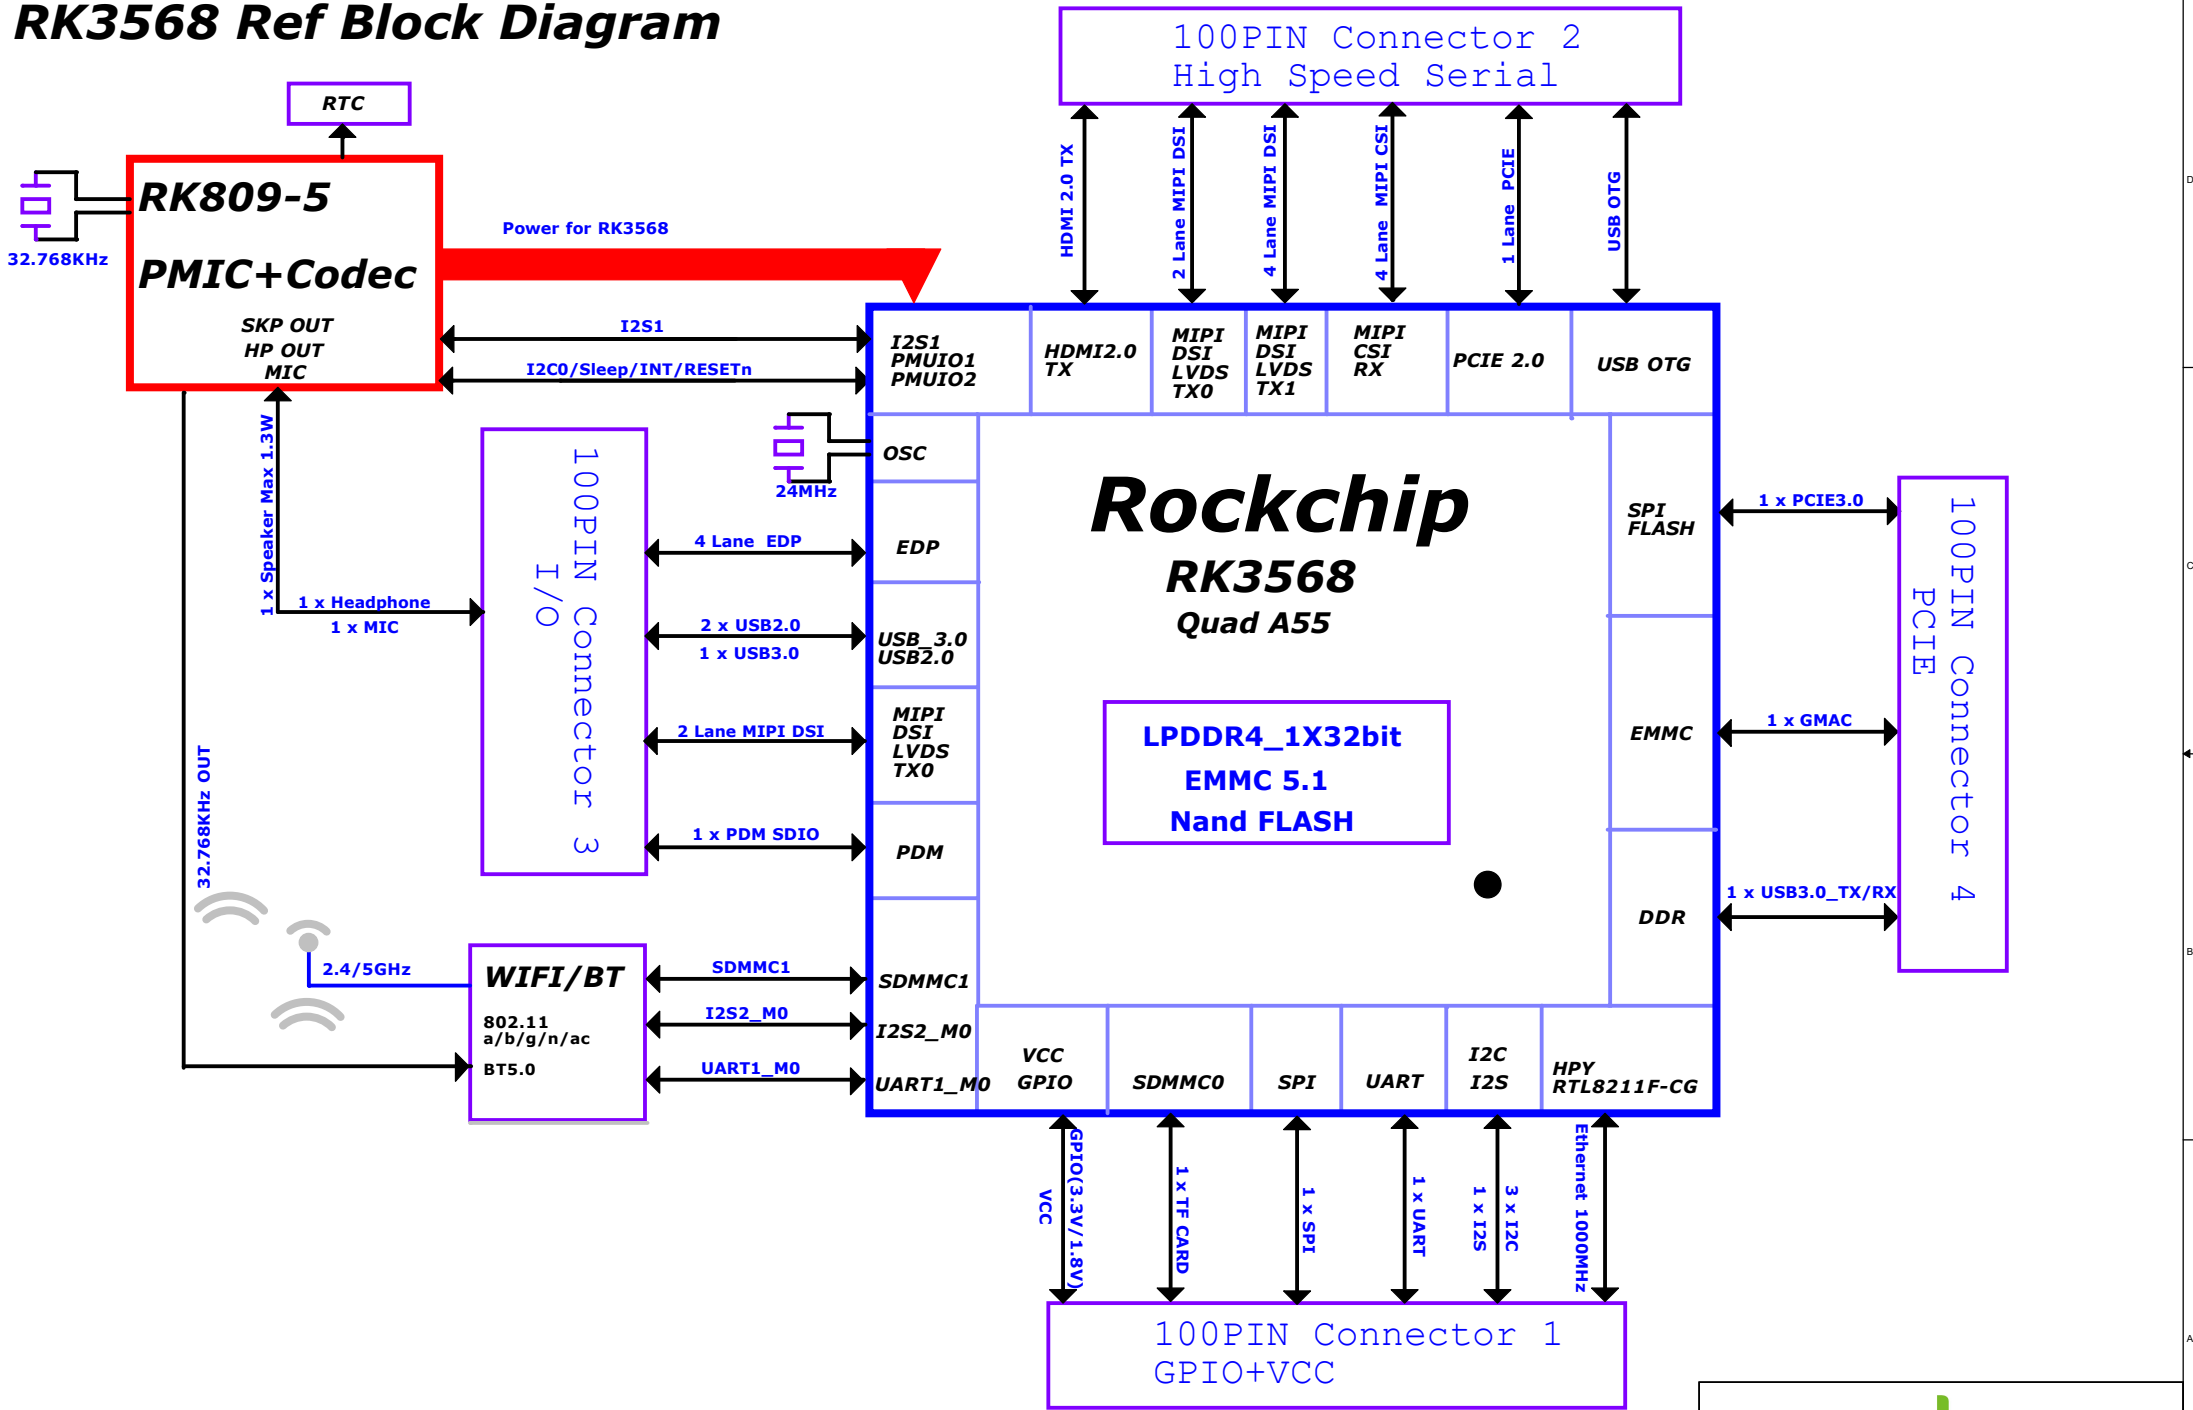 RK3568 Ref Block Diagram
100PIN Connector 2
High Speed Serial
RTC
RK809-5
PMIC+Codec
SKP OUT
HP OUT
MIC
32.768KHz
Power for RK3568
I2S1
I2C0/Sleep/INT/RESETn
HDMI 2.0 TX
2 Lane MIPI DSI
4 Lane MIPI DSI
4 Lane MIPI CSI
1 Lane PCIE
USB OTG
I2S1
PMUIO1
PMUIO2
HDMI2.0
TX
MIPI
DSI
LVDS
TX0
MIPI
DSI
LVDS
TX1
MIPI
CSI
RX
PCIE 2.0
USB OTG
OSC
24MHz
1 x Speaker Max 1.3W
1 x Headphone
1 x MIC
100PIN Connector 3
I/O
4 Lane EDP
EDP
2 x USB2.0
1 x USB3.0
USB_3.0
USB2.0
2 Lane MIPI DSI
MIPI
DSI
LVDS
TX0
1 x PDM SDIO
PDM
Rockchip
RK3568
Quad A55
LPDDR4_1X32bit
EMMC 5.1
Nand FLASH
SPI
FLASH
EMMC
DDR
1 x PCIE3.0
1 x GMAC
1 x USB3.0_TX/RX
100PIN Connector 4
PCIE
32.768KHz OUT
2.4/5GHz
WIFI/BT
802.11
a/b/g/n/ac
BT5.0
SDMMC1
I2S2_M0
UART1_M0
SDMMC1
I2S2_M0
UART1_M0
VCC
GPIO
SDMMC0
SPI
UART
I2C
I2S
HPY
RTL8211F-CG
VCC
GPIO(3.3V/1.8V)
1 x TF CARD
1 x SPI
1 x UART
1 x I2S
3 x I2C
Ethernet 1000MHz
100PIN Connector 1
GPIO+VCC
D
C
B
A